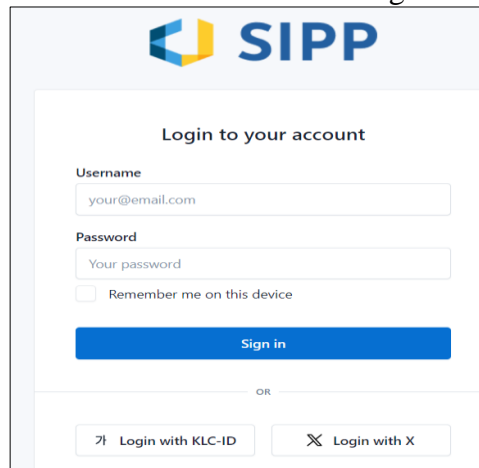 SIPP
Login to your account
Username
your@email.com
Password
Your password
Remember me on this device
Sign in
OR
가 Login with KLC-ID
X Login with X